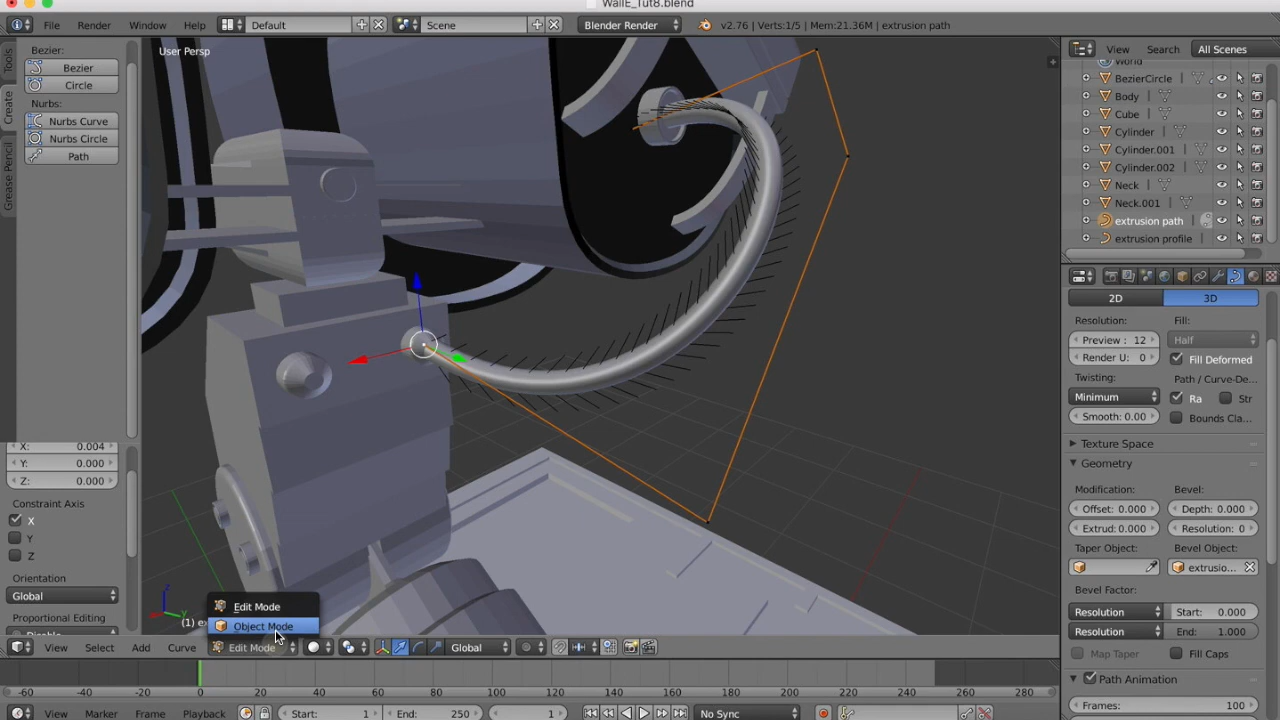 WallE_Tut8.blend
File Render Window Help Default Scene Blender Render v2.76 | Verts:1/5 | Mem:21.36M | extrusion path
Tools
Create
Grease Pencil
Bezier:
Bezier
Circle
Nurbs:
Nurbs Curve
Nurbs Circle
Path
X: 0.004
Y: 0.000
Z: 0.000
Constraint Axis
X
Y
Z
Orientation
Global
Proportional Editing
User Persp
Edit Mode
Object Mode
View Select Add Curve Edit Mode Global
-60 -40 -20 0 20 40 60 80 100 120 140 160 180 200 220 240 260 280
View Marker Frame Playback Start: 1 End: 250 1 No Sync
View Search All Scenes
World
BezierCircle
Body
Cube
Cylinder
Cylinder.001
Cylinder.002
Neck
Neck.001
extrusion path
extrusion profile
2D 3D
Resolution: Fill:
Preview : 12 Half
Render U: 0 Fill Deformed
Twisting: Path / Curve-De...
Minimum Ra Str
Smooth: 0.00 Bounds Cla...
Texture Space
Geometry
Modification: Bevel:
Offset: 0.000 Depth: 0.000
Extrud: 0.000 Resolution: 0
Taper Object: Bevel Object:
extrusio...
Bevel Factor:
Resolution Start: 0.000
Resolution End: 1.000
Map Taper Fill Caps
Path Animation
Frames: 100